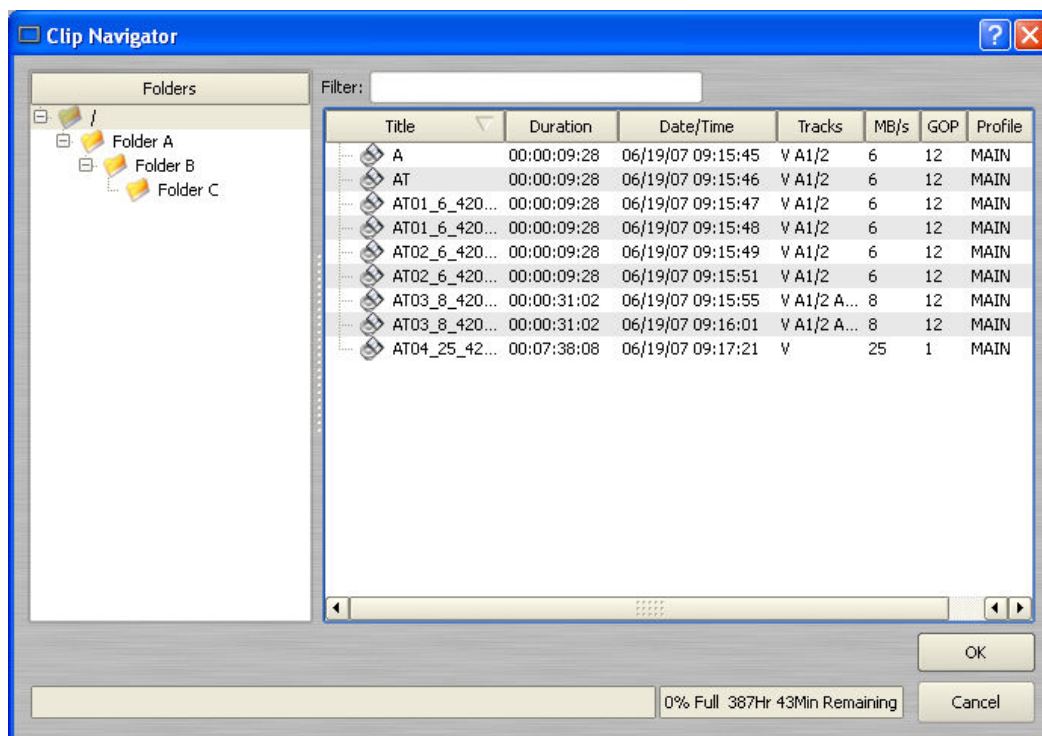 Clip Navigator
Folders
/
Folder A
Folder B
Folder C
Filter:
Title Duration Date/Time Tracks MB/s GOP Profile
A 00:00:09:28 06/19/07 09:15:45 V A1/2 6 12 MAIN
AT 00:00:09:28 06/19/07 09:15:46 V A1/2 6 12 MAIN
AT01_6_420... 00:00:09:28 06/19/07 09:15:47 V A1/2 6 12 MAIN
AT01_6_420... 00:00:09:28 06/19/07 09:15:48 V A1/2 6 12 MAIN
AT02_6_420... 00:00:09:28 06/19/07 09:15:49 V A1/2 6 12 MAIN
AT02_6_420... 00:00:09:28 06/19/07 09:15:51 V A1/2 6 12 MAIN
AT03_8_420... 00:00:31:02 06/19/07 09:15:55 V A1/2 A... 8 12 MAIN
AT03_8_420... 00:00:31:02 06/19/07 09:16:01 V A1/2 A... 8 12 MAIN
AT04_25_42... 00:07:38:08 06/19/07 09:17:21 V 25 1 MAIN
OK
0% Full 387Hr 43Min Remaining
Cancel